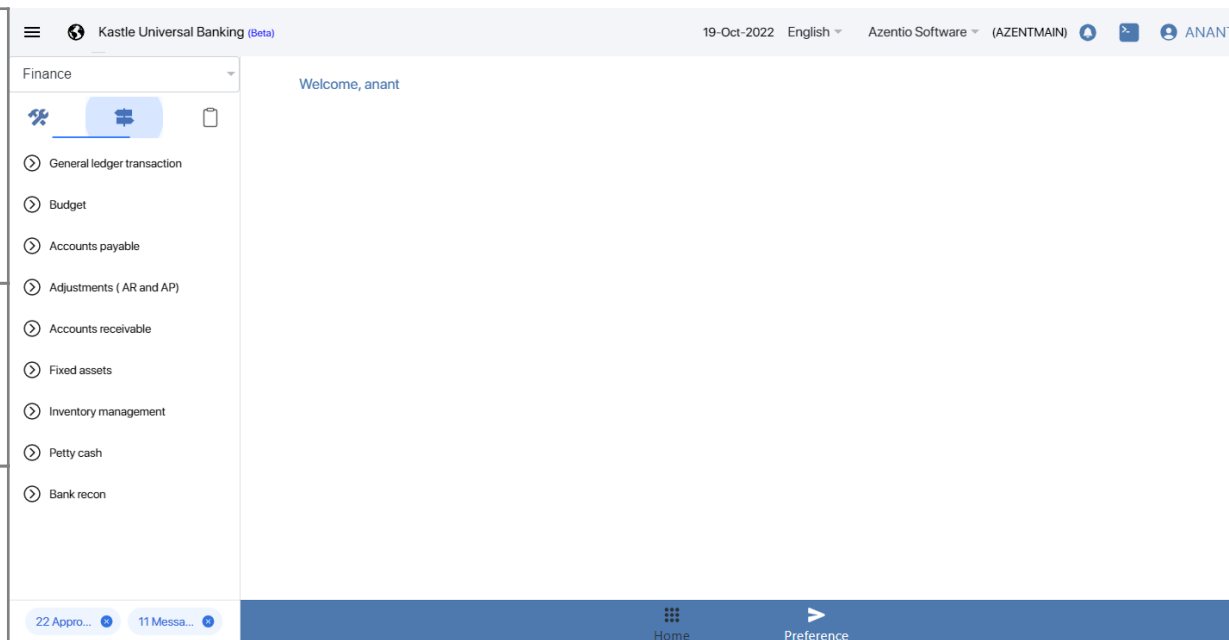 Kastle Universal Banking (Beta) 19-Oct-2022 English Azentio Software (AZENTMAIN) ANANT
Finance
Welcome, anant
General ledger transaction
Budget
Accounts payable
Adjustments ( AR and AP)
Accounts receivable
Fixed assets
Inventory management
Petty cash
Bank recon
22 Appro... 11 Messa...
Home Preference